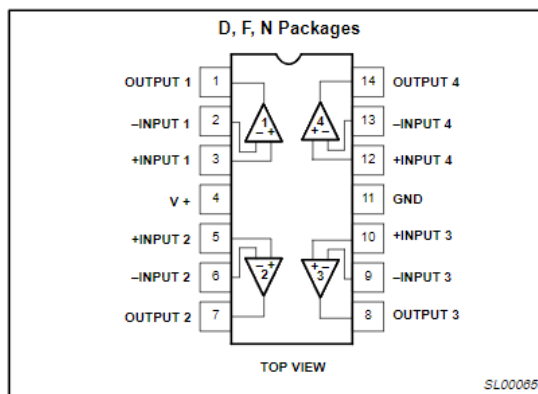 D, F, N Packages
OUTPUT 1 1 14 OUTPUT 4
–INPUT 1 2 1 4 13 –INPUT 4
– + + –
+INPUT 1 3 12 +INPUT 4
V + 4 11 GND
+INPUT 2 5 10 +INPUT 3
– + + –
–INPUT 2 6 2 3 9 –INPUT 3
OUTPUT 2 7 8 OUTPUT 3
TOP VIEW
SL00065